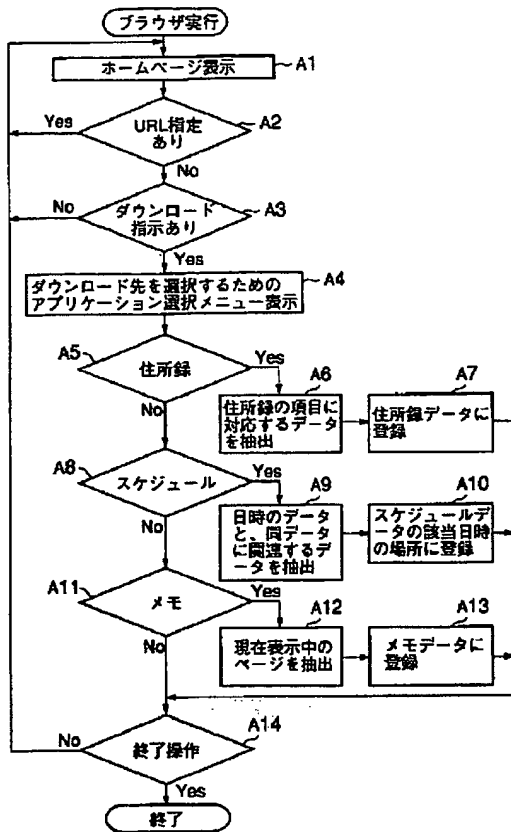 ブラウザ実行
ホームページ表示
A1
URL指定
あり
A2
Yes
No
ダウンロード
指示あり
A3
No
Yes
ダウンロード先を選択するための
アプリケーション選択メニュー表示
A4
A5
住所録
Yes
No
A6
住所録の項目に
対応するデータ
を抽出
A7
住所録データに
登録
A8
スケジュール
Yes
No
A9
日時のデータ
と、同データ
に関連するデー
タを抽出
A10
スケジュールデ
ータの該当日時
の場所に登録
A11
メモ
Yes
No
A12
現在表示中の
ページを抽出
A13
メモデータに
登録
A14
終了操作
No
Yes
終了